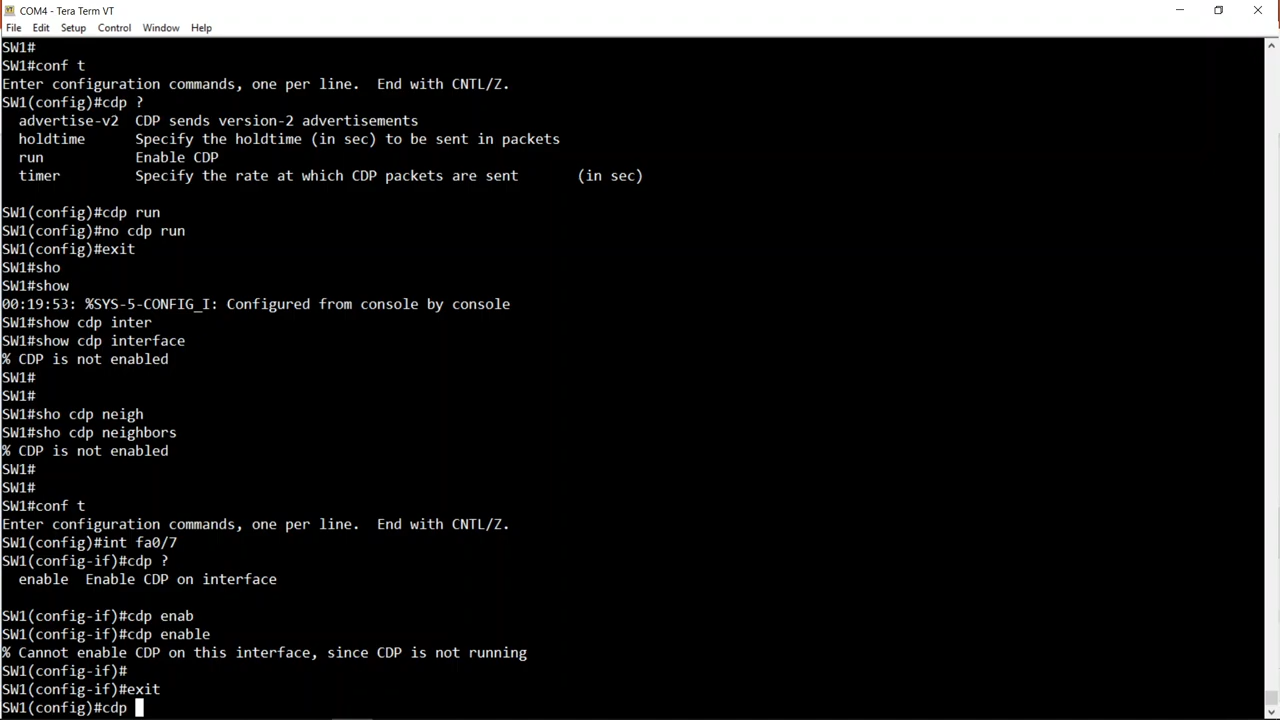 COM4 - Tera Term VT
File Edit Setup Control Window Help
SW1#
SW1#conf t
Enter configuration commands, one per line.  End with CNTL/Z.
SW1(config)#cdp ?
  advertise-v2  CDP sends version-2 advertisements
  holdtime      Specify the holdtime (in sec) to be sent in packets
  run           Enable CDP
  timer         Specify the rate at which CDP packets are sent       (in sec)
SW1(config)#cdp run
SW1(config)#no cdp run
SW1(config)#exit
SW1#sho
SW1#show
00:19:53: %SYS-5-CONFIG_I: Configured from console by console
SW1#show cdp inter
SW1#show cdp interface
% CDP is not enabled
SW1#
SW1#
SW1#sho cdp neigh
SW1#sho cdp neighbors
% CDP is not enabled
SW1#
SW1#
SW1#conf t
Enter configuration commands, one per line.  End with CNTL/Z.
SW1(config)#int fa0/7
SW1(config-if)#cdp ?
  enable  Enable CDP on interface
SW1(config-if)#cdp enab
SW1(config-if)#cdp enable
% Cannot enable CDP on this interface, since CDP is not running
SW1(config-if)#
SW1(config-if)#exit
SW1(config)#cdp